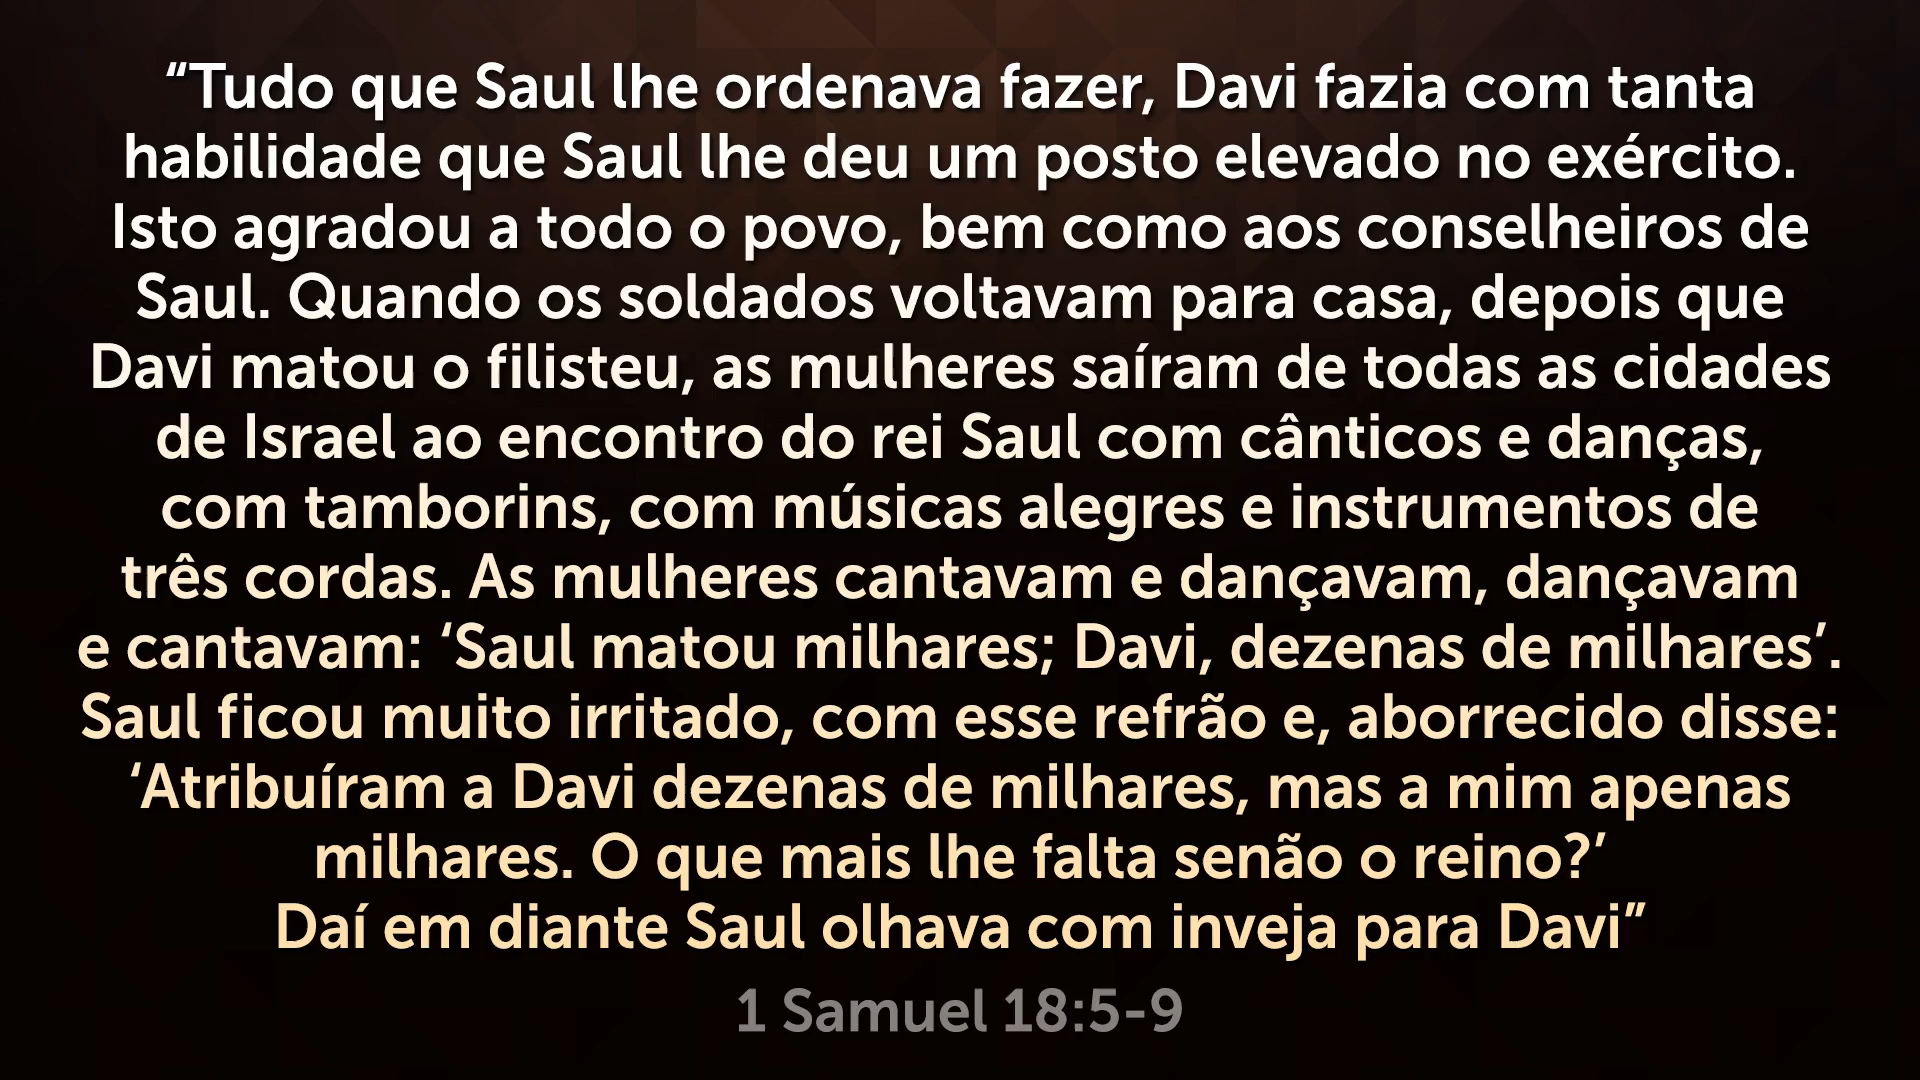 “Tudo que Saul lhe ordenava fazer, Davi fazia com tanta
habilidade que Saul lhe deu um posto elevado no exército.
Isto agradou a todo o povo, bem como aos conselheiros de
Saul. Quando os soldados voltavam para casa, depois que
Davi matou o filisteu, as mulheres saíram de todas as cidades
de Israel ao encontro do rei Saul com cânticos e danças,
com tamborins, com músicas alegres e instrumentos de
três cordas. As mulheres cantavam e dançavam, dançavam
e cantavam: ‘Saul matou milhares; Davi, dezenas de milhares’.
Saul ficou muito irritado, com esse refrão e, aborrecido disse:
‘Atribuíram a Davi dezenas de milhares, mas a mim apenas
milhares. O que mais lhe falta senão o reino?’
Daí em diante Saul olhava com inveja para Davi”
1 Samuel 18:5-9